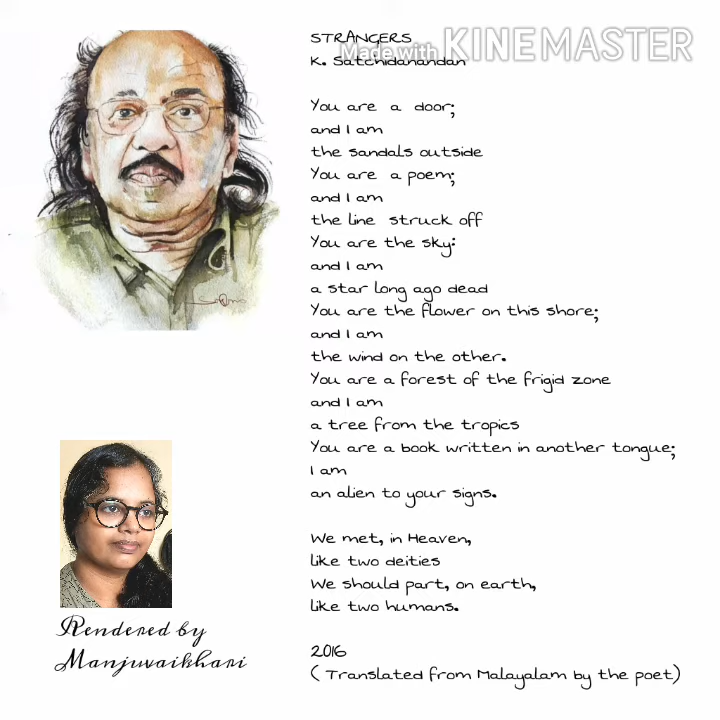 STRANGERS
Made with KINEMASTER
K. Satchidanandan
You are a door;
and I am
the sandals outside
You are a poem;
and I am
the line struck off
You are the sky:
and I am
a star long ago dead
You are the flower on this shore;
and I am
the wind on the other.
You are a forest of the frigid zone
and I am
a tree from the tropics
You are a book written in another tongue;
I am
an alien to your signs.
We met, in Heaven,
like two deities
We should part, on earth,
like two humans.
2016
( Translated from Malayalam by the poet)
Rendered by
Manjuvaikhari